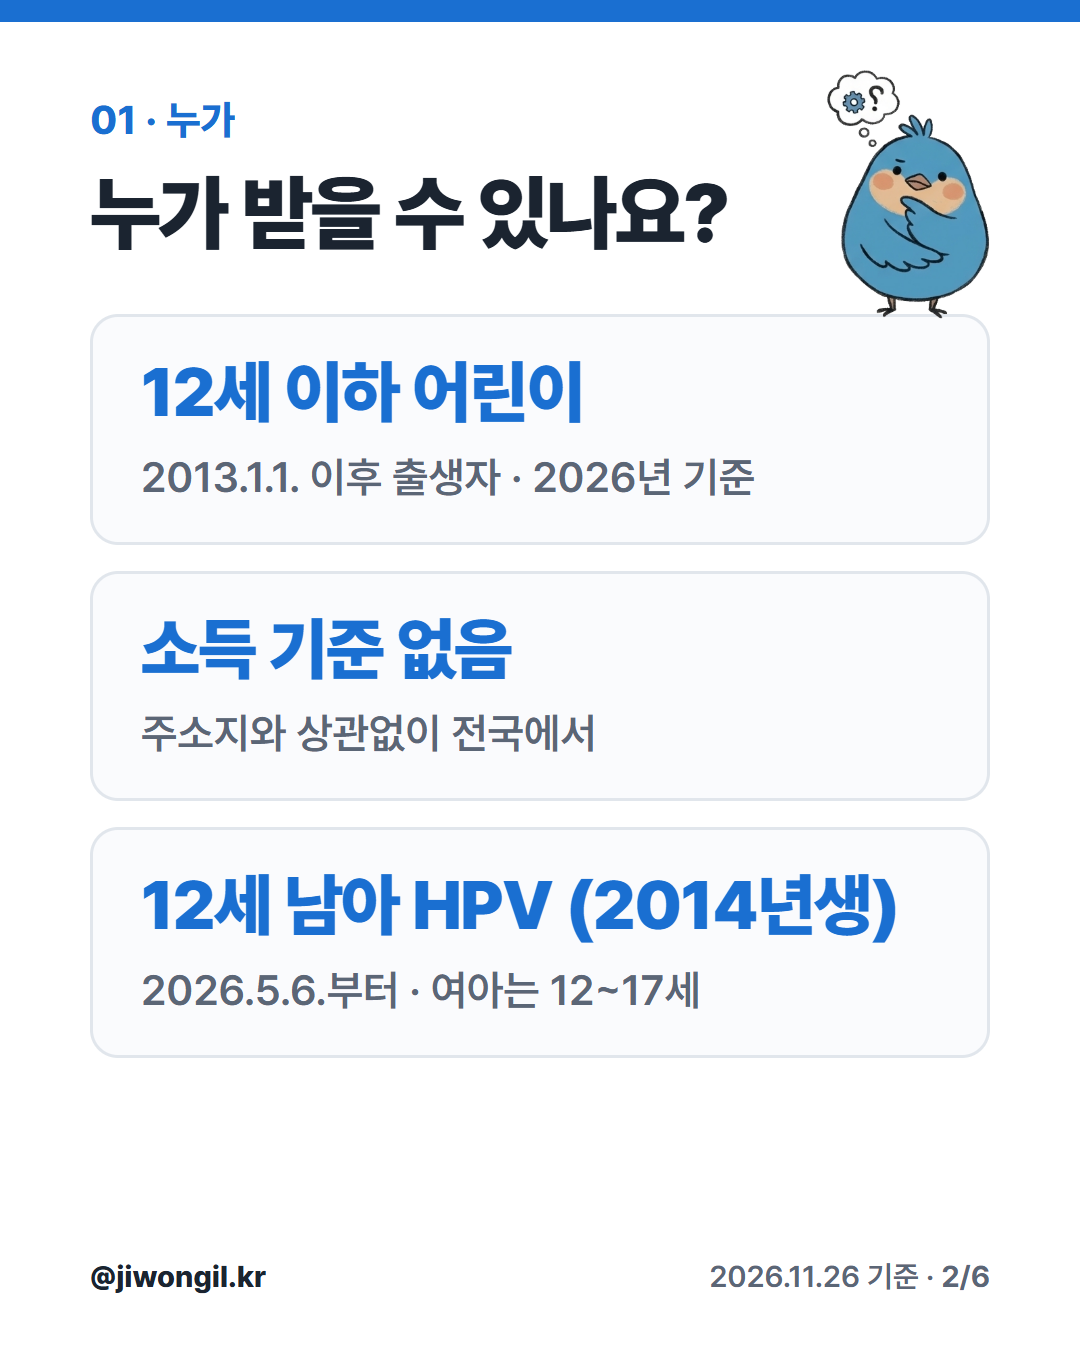 01 · 누가
누가 받을 수 있나요?
12세 이하 어린이
2013.1.1. 이후 출생자 · 2026년 기준
소득 기준 없음
주소지와 상관없이 전국에서
12세 남아 HPV (2014년생)
2026.5.6.부터 · 여아는 12~17세
@jiwongil.kr
2026.11.26 기준 · 2/6